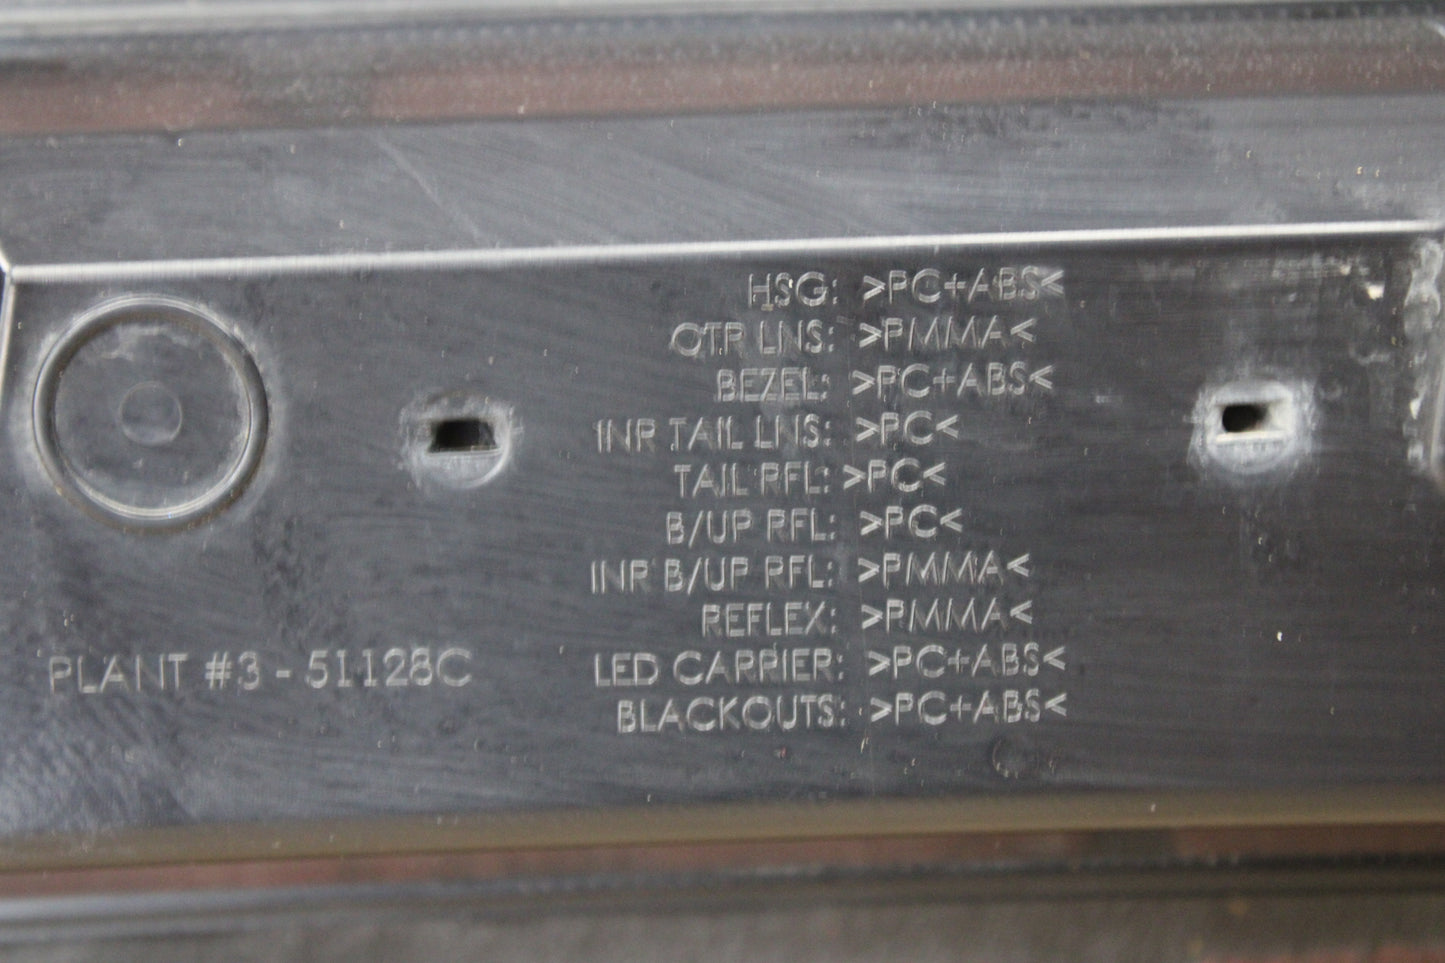 HSG: >PC+ABS<
OTR LNS: >PMMA<
BEZEL: >PC+ABS<
INR TAIL LNS: >PC<
TAIL RFL: >PC<
B/UP RFL: >PC<
INR B/UP RFL: >PMMA<
REFLEX: >PMMA<
LED CARRIER: >PC+ABS<
BLACKOUTS: >PC+ABS<
PLANT #3 - 51128C